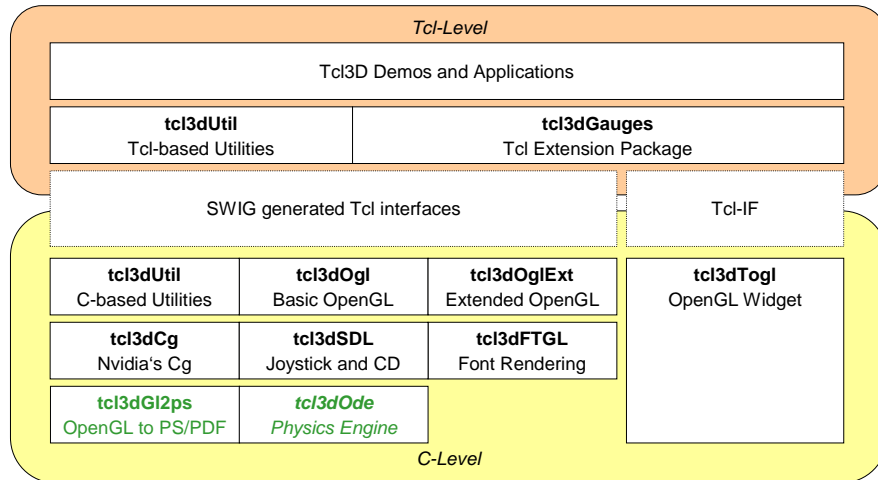 Tcl-Level
Tcl3D Demos and Applications
tcl3dUtil
Tcl-based Utilities
tcl3dGauges
Tcl Extension Package
SWIG generated Tcl interfaces
Tcl-IF
tcl3dUtil
C-based Utilities
tcl3dOgl
Basic OpenGL
tcl3dOglExt
Extended OpenGL
tcl3dTogl
OpenGL Widget
tcl3dCg
Nvidia‘s Cg
tcl3dSDL
Joystick and CD
tcl3dFTGL
Font Rendering
tcl3dGl2ps
OpenGL to PS/PDF
tcl3dOde
Physics Engine
C-Level